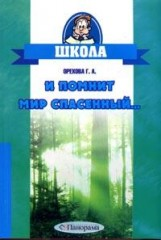 ШКОЛА
ОРЕХОВА Г. А.
И ПОМНИТ
МИР СПАСЕННЫЙ...
Панорама